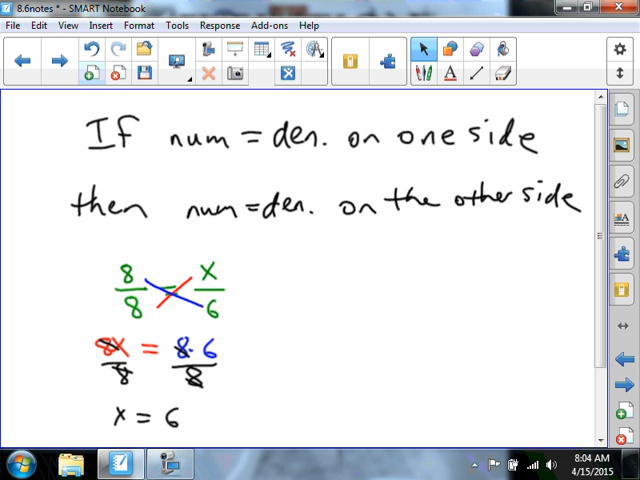 8.6notes * - SMART Notebook
File Edit View Insert Format Tools Response Add-ons Draw Help
If num = den. on one side
then num = den. on the other side
8/8 = x/6
8x/8 = 8·6/8
x = 6
8:04 AM
4/15/2015